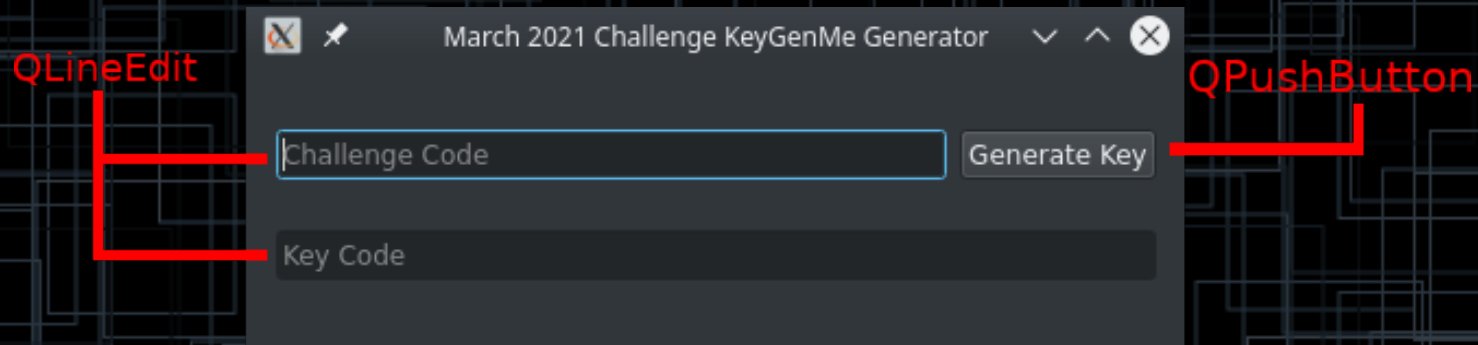 March 2021 Challenge KeyGenMe Generator
QLineEdit
QPushButton
Challenge Code
Generate Key
Key Code